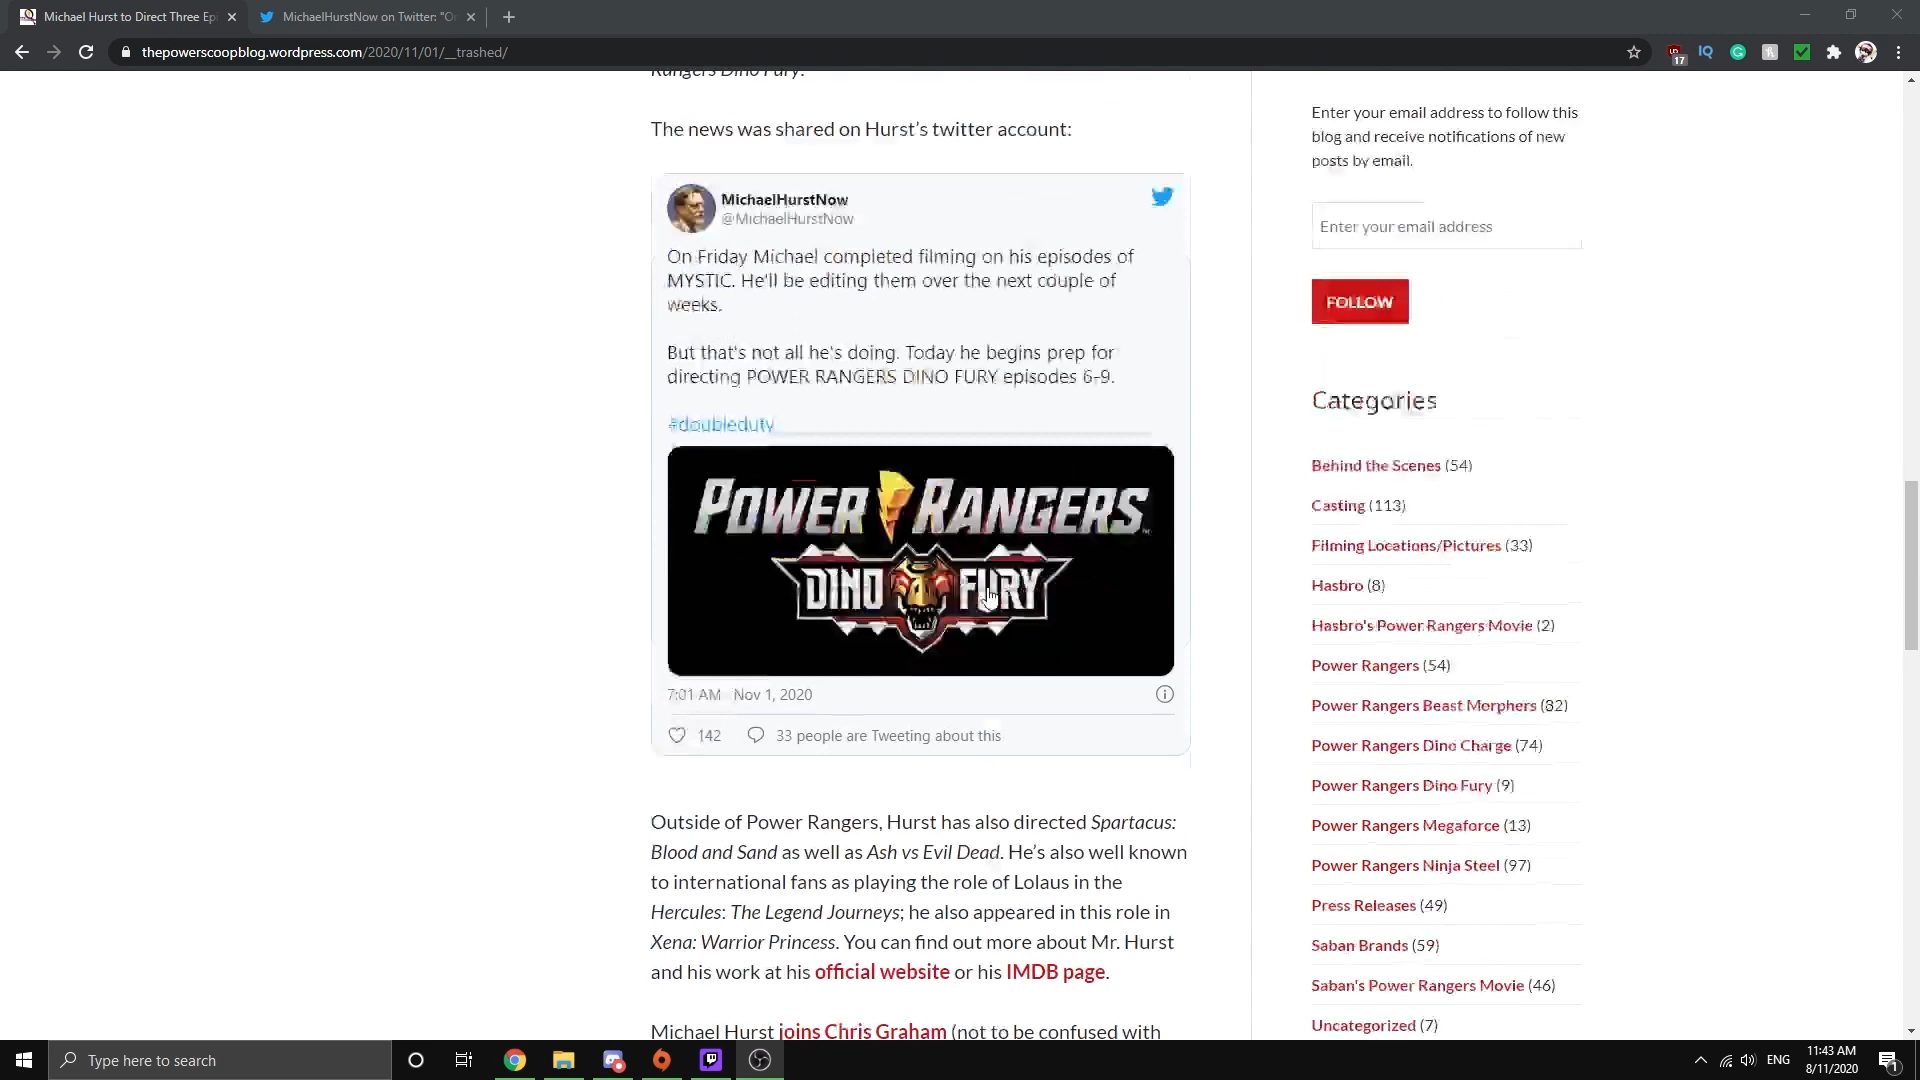 Michael Hurst to Direct Three Epi
MichaelHurstNow on Twitter: "On
thepowerscoopblog.wordpress.com/2020/11/01/__trashed/
17
IQ
Rangers Dino Fury.
The news was shared on Hurst's twitter account:
MichaelHurstNow
@MichaelHurstNow
On Friday Michael completed filming on his episodes of
MYSTIC. He'll be editing them over the next couple of
weeks.
But that's not all he's doing. Today he begins prep for
directing POWER RANGERS DINO FURY episodes 6-9.
#doubleduty
POWER RANGERS
DINO FURY
7:01 AM Nov 1, 2020
142 33 people are Tweeting about this
Outside of Power Rangers, Hurst has also directed Spartacus:
Blood and Sand as well as Ash vs Evil Dead. He's also well known
to international fans as playing the role of Lolaus in the
Hercules: The Legend Journeys; he also appeared in this role in
Xena: Warrior Princess. You can find out more about Mr. Hurst
and his work at his official website or his IMDB page.
Michael Hurst joins Chris Graham (not to be confused with
Enter your email address to follow this
blog and receive notifications of new
posts by email.
Enter your email address
FOLLOW
Categories
Behind the Scenes (54)
Casting (113)
Filming Locations/Pictures (33)
Hasbro (8)
Hasbro's Power Rangers Movie (2)
Power Rangers (54)
Power Rangers Beast Morphers (82)
Power Rangers Dino Charge (74)
Power Rangers Dino Fury (9)
Power Rangers Megaforce (13)
Power Rangers Ninja Steel (97)
Press Releases (49)
Saban Brands (59)
Saban's Power Rangers Movie (46)
Uncategorized (7)
Type here to search
ENG
11:43 AM
8/11/2020
1